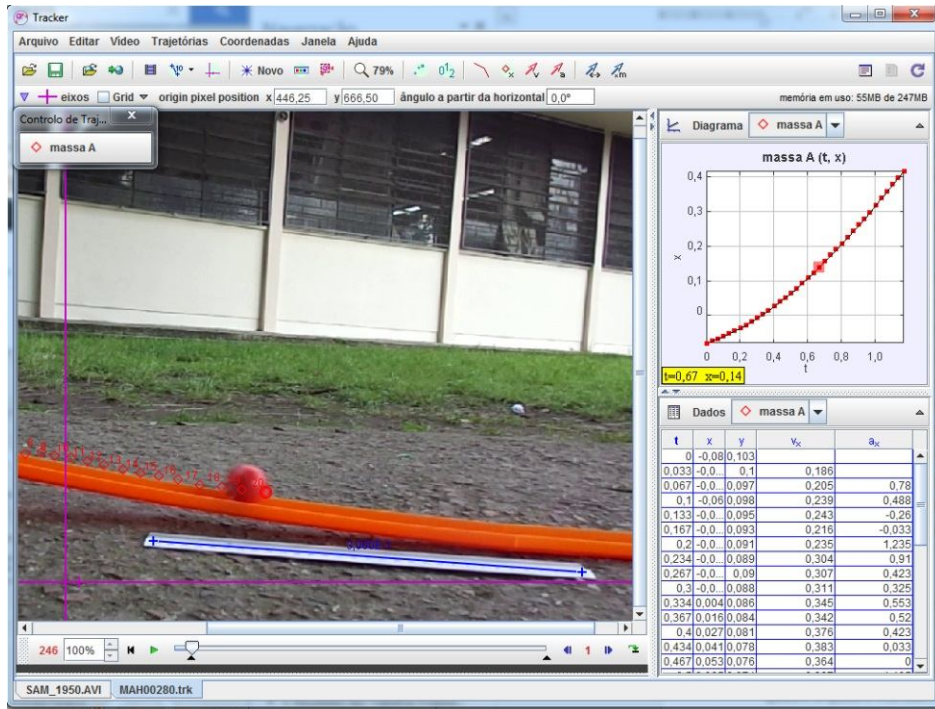 Tracker
Arquivo Editar Vídeo Trajetórias Coordenadas Janela Ajuda
Novo 79%
eixos Grid origin pixel position x 446,25 y 666,50 ângulo a partir da horizontal 0,0° memória em uso: 55MB de 247MB
Controlo de Traj... X
massa A
Diagrama massa A
massa A (t, x)
0,4
0,3
0,2
0,1
0
x
0 0,2 0,4 0,6 0,8 1,0
t
t=0,67 x=0,14
Dados massa A
t x y vx ax
0 -0,08 0,103
0,033 -0,0... 0,1 0,186
0,067 -0,0... 0,097 0,205 0,78
0,1 -0,06 0,098 0,239 0,488
0,133 -0,0... 0,095 0,243 -0,26
0,167 -0,0... 0,093 0,216 -0,033
0,2 -0,0... 0,091 0,235 1,235
0,234 -0,0... 0,089 0,304 0,91
0,267 -0,0... 0,09 0,307 0,423
0,3 -0,0... 0,088 0,311 0,325
0,334 0,004 0,086 0,345 0,553
0,367 0,016 0,084 0,342 0,52
0,4 0,027 0,081 0,376 0,423
0,434 0,041 0,078 0,383 0,033
0,467 0,053 0,076 0,364 0
246 100% 1
SAM_1950.AVI MAH00280.trk